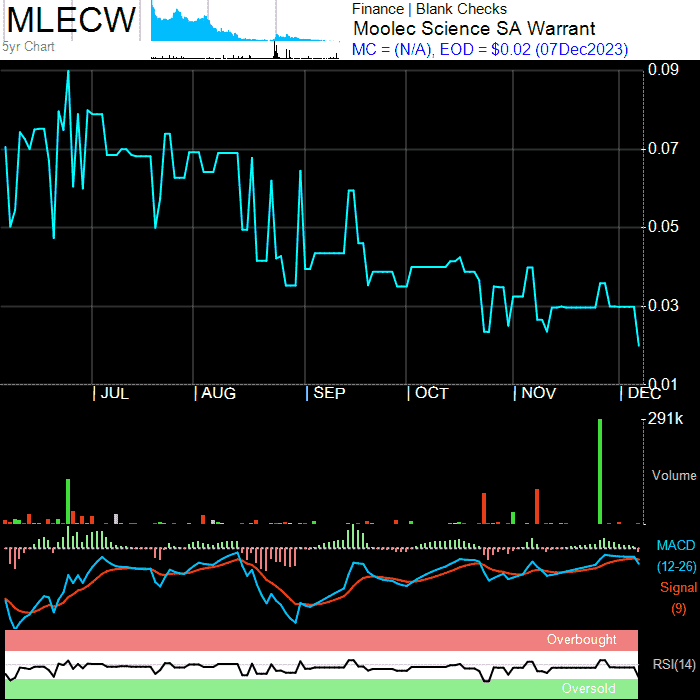 MLECW
5yr Chart
Finance | Blank Checks
Moolec Science SA Warrant
MC = (N/A), EOD = $0.02 (07Dec2023)
0.09
0.07
0.05
0.03
0.01
| JUL | AUG | SEP | OCT | NOV | DEC
291k
Volume
MACD
(12-26)
Signal
(9)
Overbought
RSI(14)
Oversold